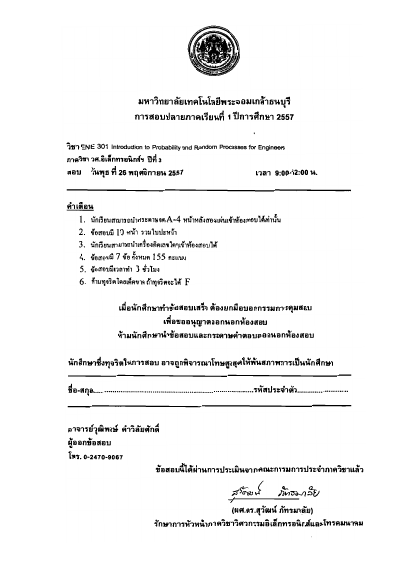 มหาวิทยาลัยเทคโนโลยีพระจอมเกล้าธนบุรี
การสอบปลายภาคเรียนที่ 1 ปีการศึกษา 2557
วิชา ENE 301 Introduction to Probability and Random Processes for Engineers
ภาควิชา วศ.อิเล็กทรอนิกส์ฯ ปีที่ 3
สอบ วันพุธ ที่ 26 พฤศจิกายน 2557 เวลา 9:00-12:00 น.
คำเตือน
1. นักเรียนสามารถนำกระดาษจด A-4 หน้าหลังสองแผ่นเข้าห้องสอบได้เท่านั้น
2. ข้อสอบมี 10 หน้า รวมใบปะหน้า
3. นักเรียนสามารถนำเครื่องคิดเลขใดๆเข้าห้องสอบได้
4. ข้อสอบมี 7 ข้อ ทั้งหมด 155 คะแนน
5. ข้อสอบมีเวลาทำ 3 ชั่วโมง
6. ห้ามทุจริตโดยเด็ดขาด ถ้าทุจริตจะได้ F
เมื่อนักศึกษาทำข้อสอบเสร็จ ต้องยกมือบอกกรรมการคุมสอบ
เพื่อขออนุญาตออกนอกห้องสอบ
ห้ามนักศึกษานำข้อสอบและกระดาษคำตอบออกนอกห้องสอบ
นักศึกษาซึ่งทุจริตในการสอบ อาจถูกพิจารณาโทษสูงสุดให้พ้นสภาพการเป็นนักศึกษา
ชื่อ-สกุล..........................................................รหัสประจำตัว......................
อาจารย์วุฒิพงษ์ คำวิลัยศักดิ์
ผู้ออกข้อสอบ
โทร. 0-2470-9067
ข้อสอบนี้ได้ผ่านการประเมินจากคณะกรรมการประจำภาควิชาแล้ว
สุวัฒน์ ภัทรมาลัย
(ผศ.ดร.สุวัฒน์ ภัทรมาลัย)
รักษาการหัวหน้าภาควิชาวิศวกรรมอิเล็กทรอนิกส์และโทรคมนาคม